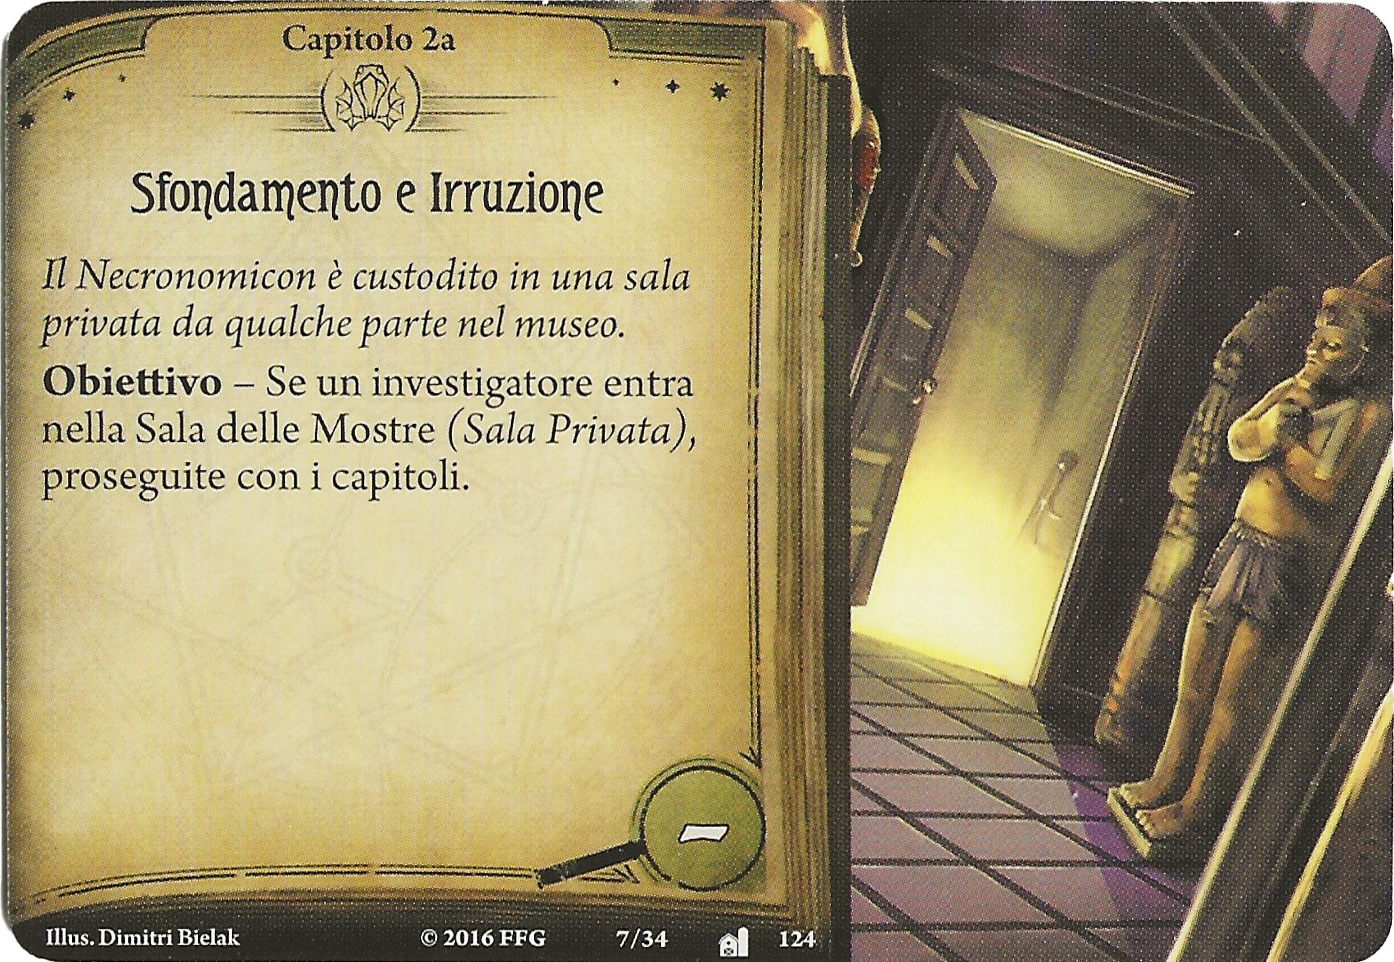 Capitolo 2a
Sfondamento e Irruzione
Il Necronomicon è custodito in una sala
privata da qualche parte nel museo.
Obiettivo – Se un investigatore entra
nella Sala delle Mostre (Sala Privata),
proseguite con i capitoli.
-
Illus. Dimitri Bielak © 2016 FFG 7/34 124